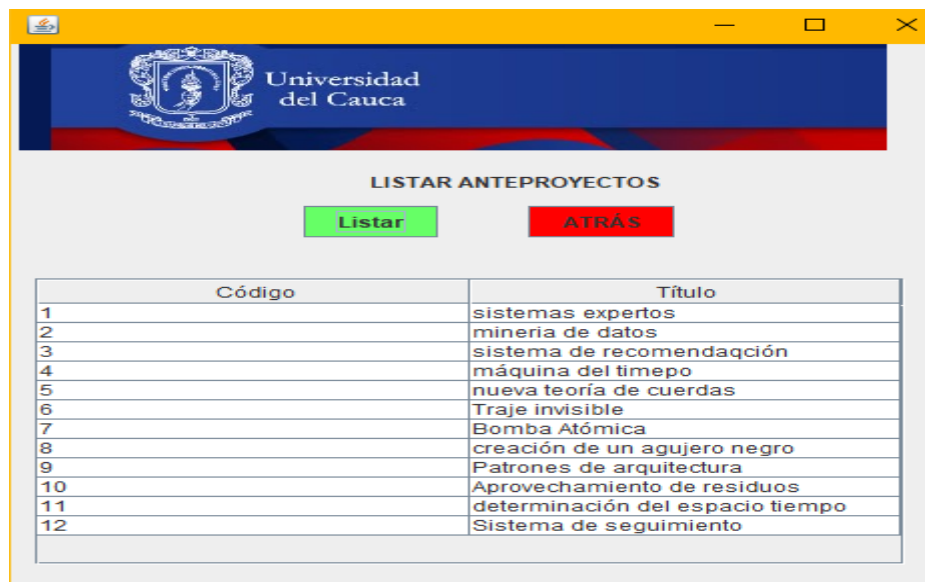 Universidad
del Cauca
LISTAR ANTEPROYECTOS
Listar ATRÁS
Código Título
1 sistemas expertos
2 mineria de datos
3 sistema de recomendaqción
4 máquina del timepo
5 nueva teoría de cuerdas
6 Traje invisible
7 Bomba Atómica
8 creación de un agujero negro
9 Patrones de arquitectura
10 Aprovechamiento de residuos
11 determinación del espacio tiempo
12 Sistema de seguimiento